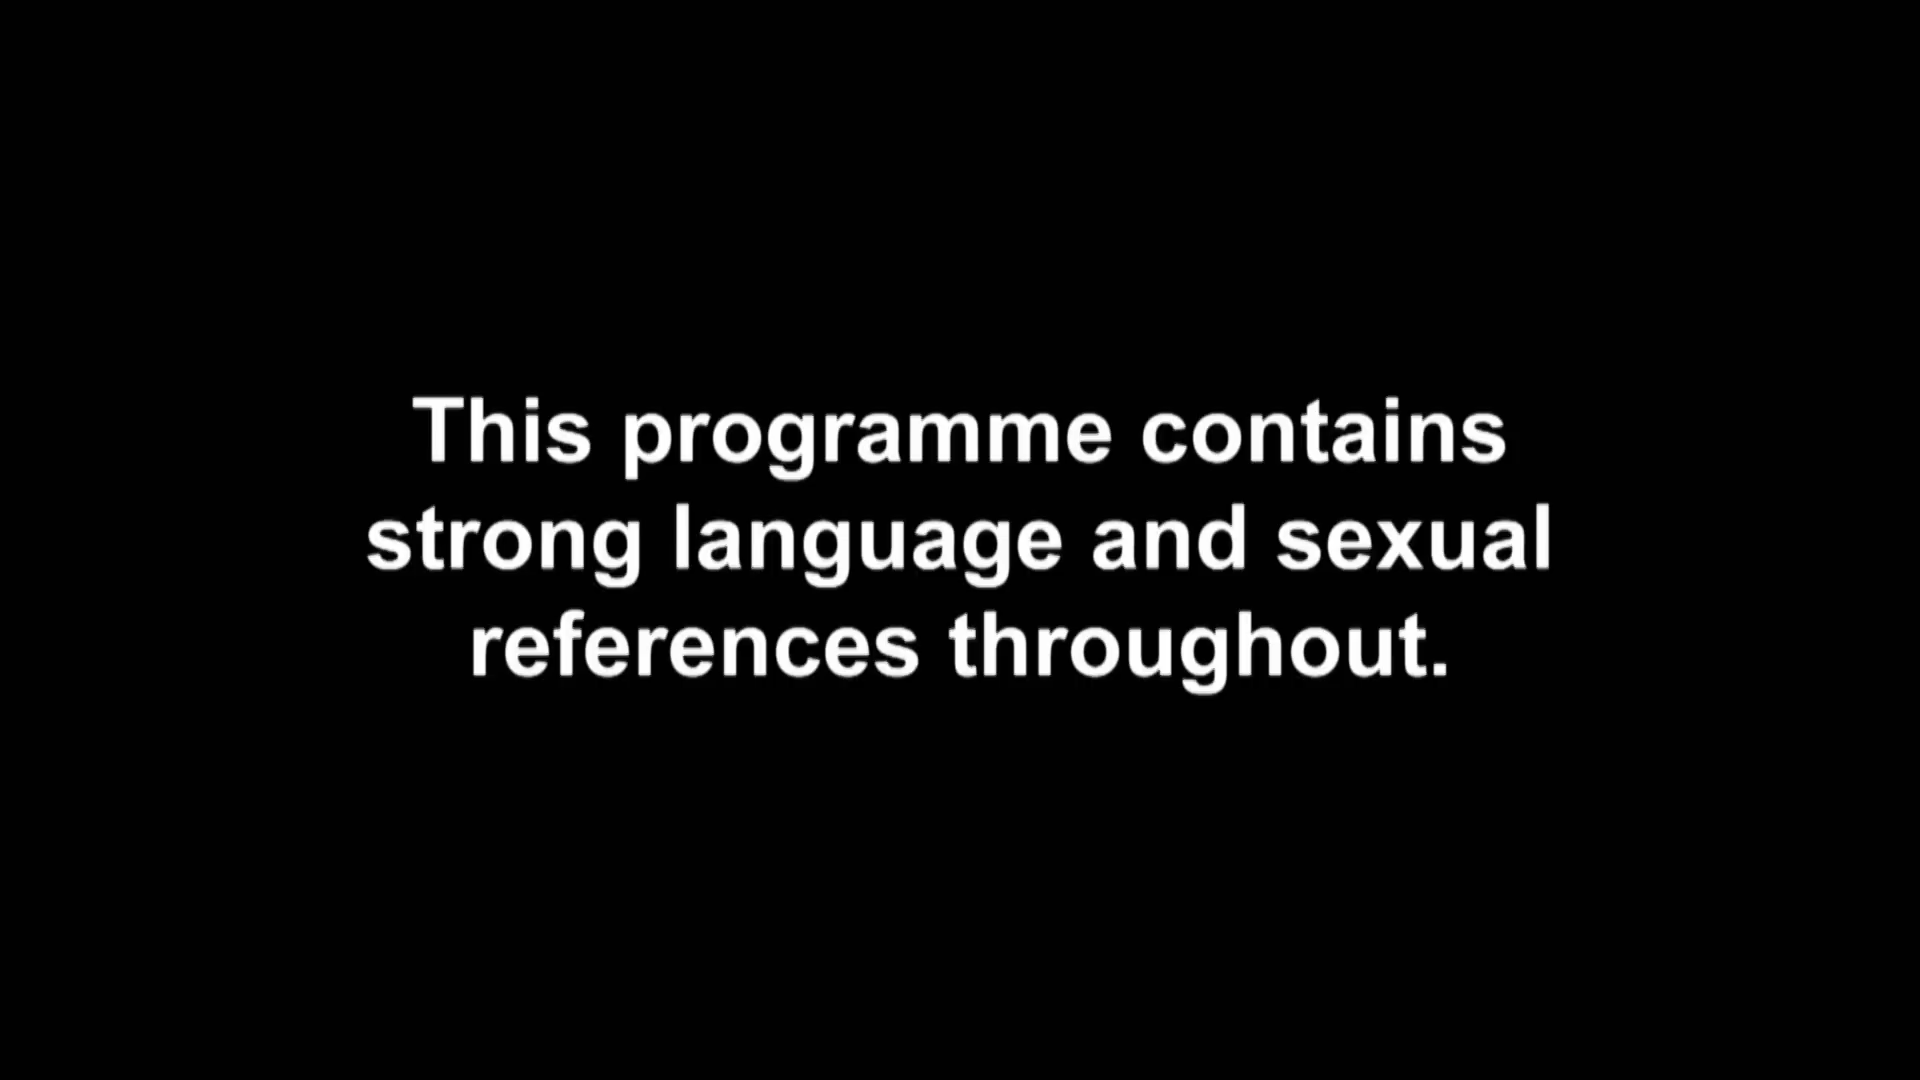 This programme contains
strong language and sexual
references throughout.